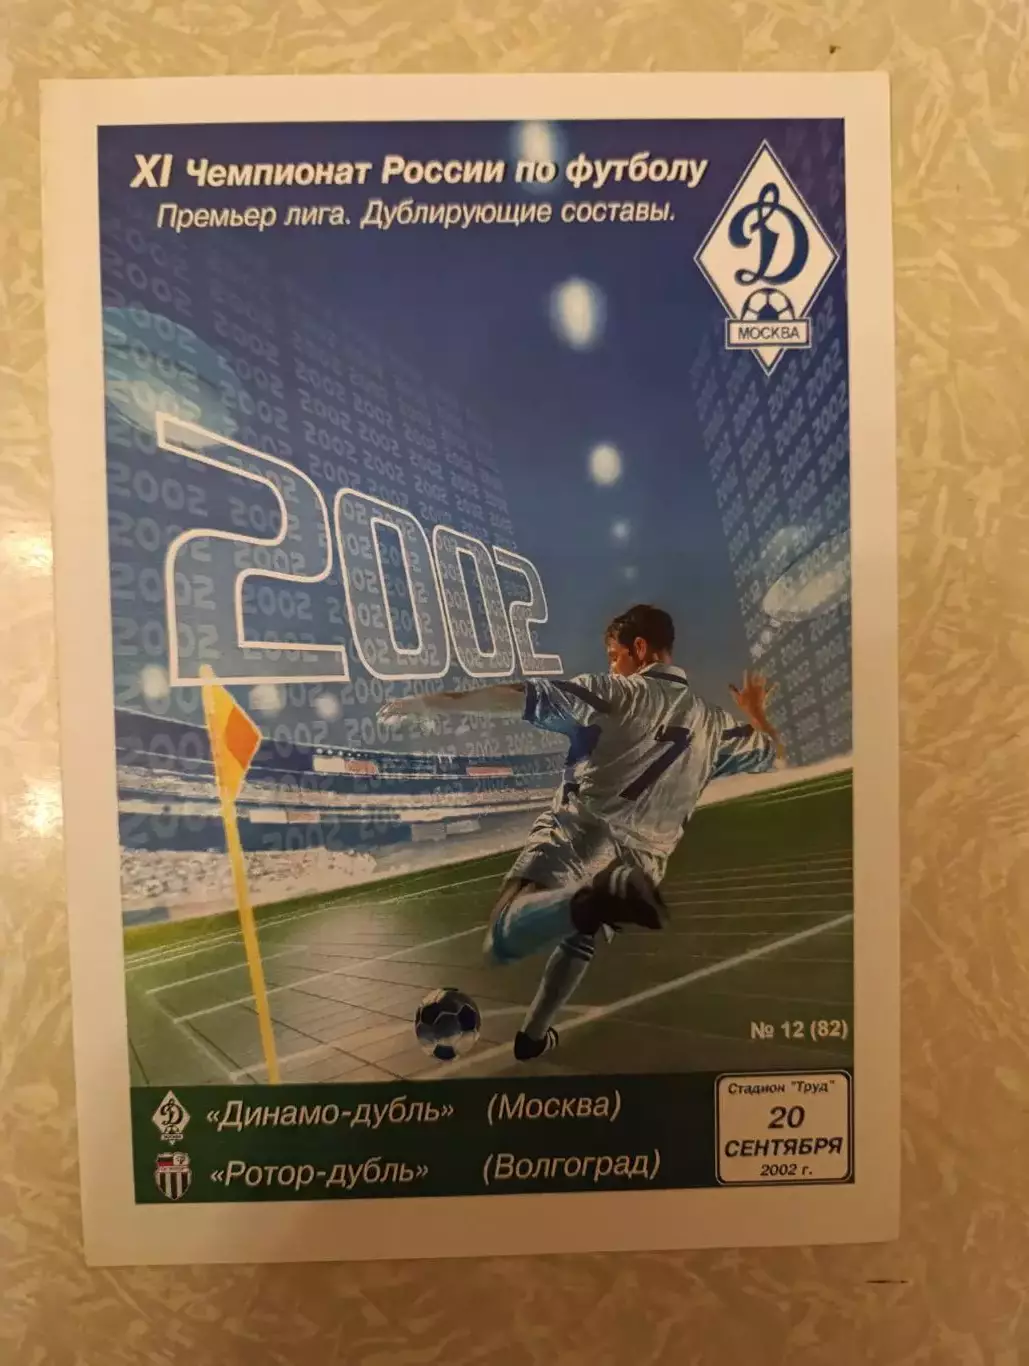 XI Чемпионат России по футболу
Премьер лига. Дублирующие составы.
Д
МОСКВА
2002
7
№ 12 (82)
«Динамо-дубль» (Москва)
«Ротор-дубль» (Волгоград)
Стадион "Труд"
20
СЕНТЯБРЯ
2002 г.